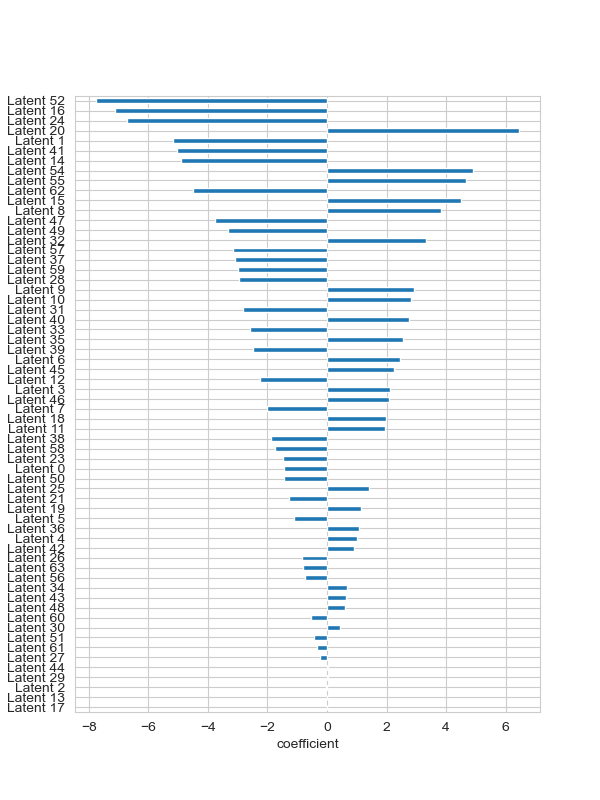 Latent 52
Latent 16
Latent 24
Latent 20
Latent 1
Latent 41
Latent 14
Latent 54
Latent 55
Latent 62
Latent 15
Latent 8
Latent 47
Latent 49
Latent 32
Latent 57
Latent 37
Latent 59
Latent 28
Latent 9
Latent 10
Latent 31
Latent 40
Latent 33
Latent 35
Latent 39
Latent 6
Latent 45
Latent 12
Latent 3
Latent 46
Latent 7
Latent 18
Latent 11
Latent 38
Latent 58
Latent 23
Latent 0
Latent 50
Latent 25
Latent 21
Latent 19
Latent 5
Latent 36
Latent 4
Latent 42
Latent 26
Latent 63
Latent 56
Latent 34
Latent 43
Latent 48
Latent 60
Latent 30
Latent 51
Latent 61
Latent 27
Latent 44
Latent 29
Latent 2
Latent 13
Latent 17
−8 −6 −4 −2 0 2 4 6
coefficient